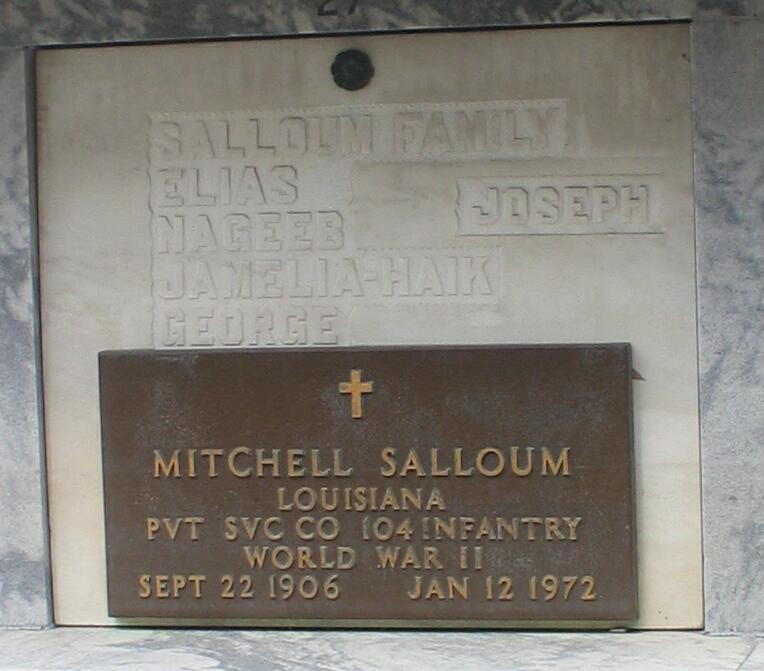 27
SALLOUM FAMILY
ELIAS
JOSEPH
NAGEEB
JAMELIA-HAIK
GEORGE
MITCHELL SALLOUM
LOUISIANA
PVT SVC CO 104 INFANTRY
WORLD WAR II
SEPT 22 1906 JAN 12 1972